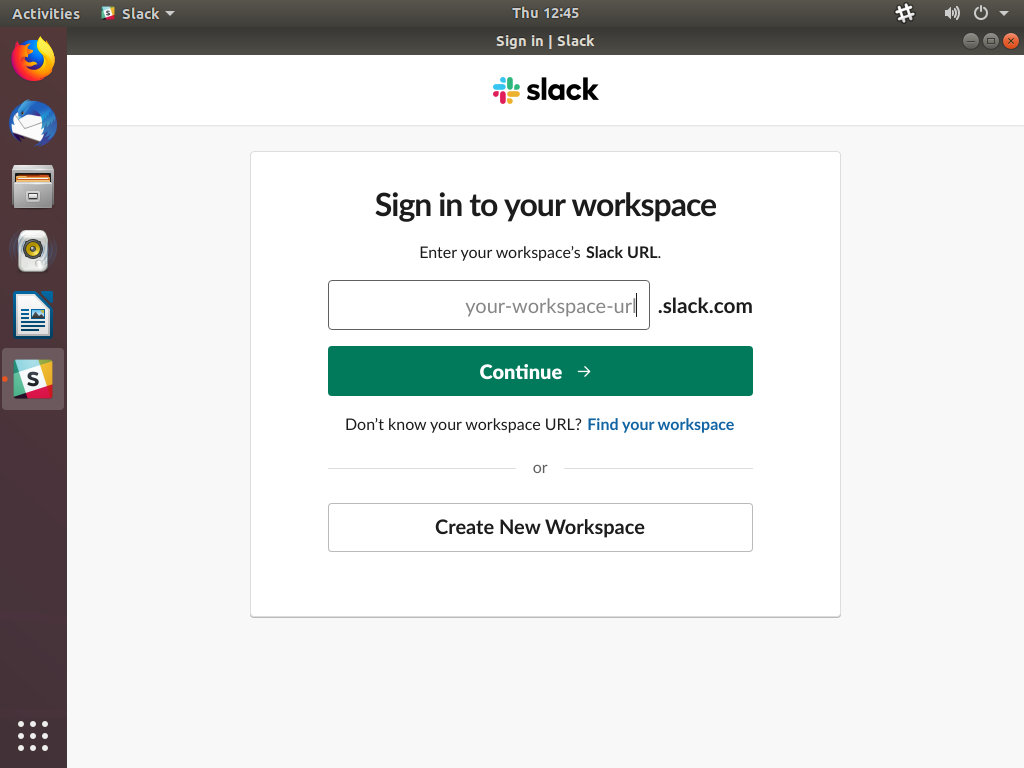 Activities Slack Thu 12:45
Sign in | Slack
slack
Sign in to your workspace
Enter your workspace’s Slack URL.
your-workspace-url .slack.com
Continue →
Don’t know your workspace URL? Find your workspace
or
Create New Workspace
S